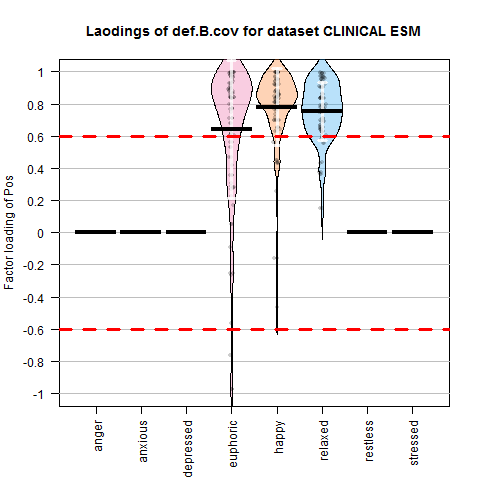 Laodings of def.B.cov for dataset CLINICAL ESM
Factor loading of Pos
1
0.8
0.6
0.4
0.2
0
-0.2
-0.4
-0.6
-0.8
-1
anger
anxious
depressed
euphoric
happy
relaxed
restless
stressed